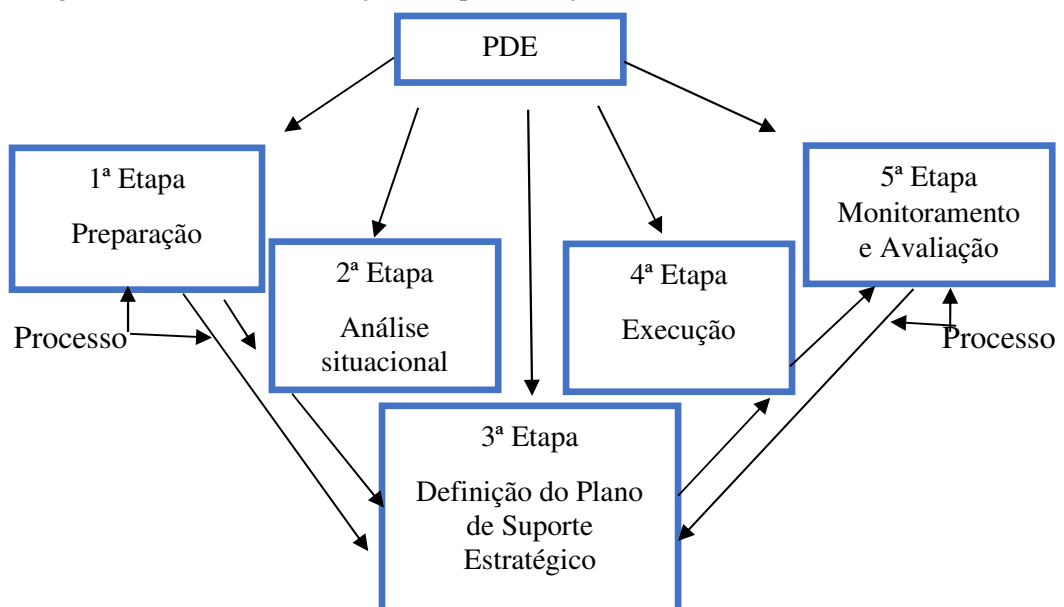 PDE
1ª Etapa
Preparação
2ª Etapa
Análise
situacional
3ª Etapa
Definição do Plano
de Suporte
Estratégico
4ª Etapa
Execução
5ª Etapa
Monitoramento
e Avaliação
Processo
Processo